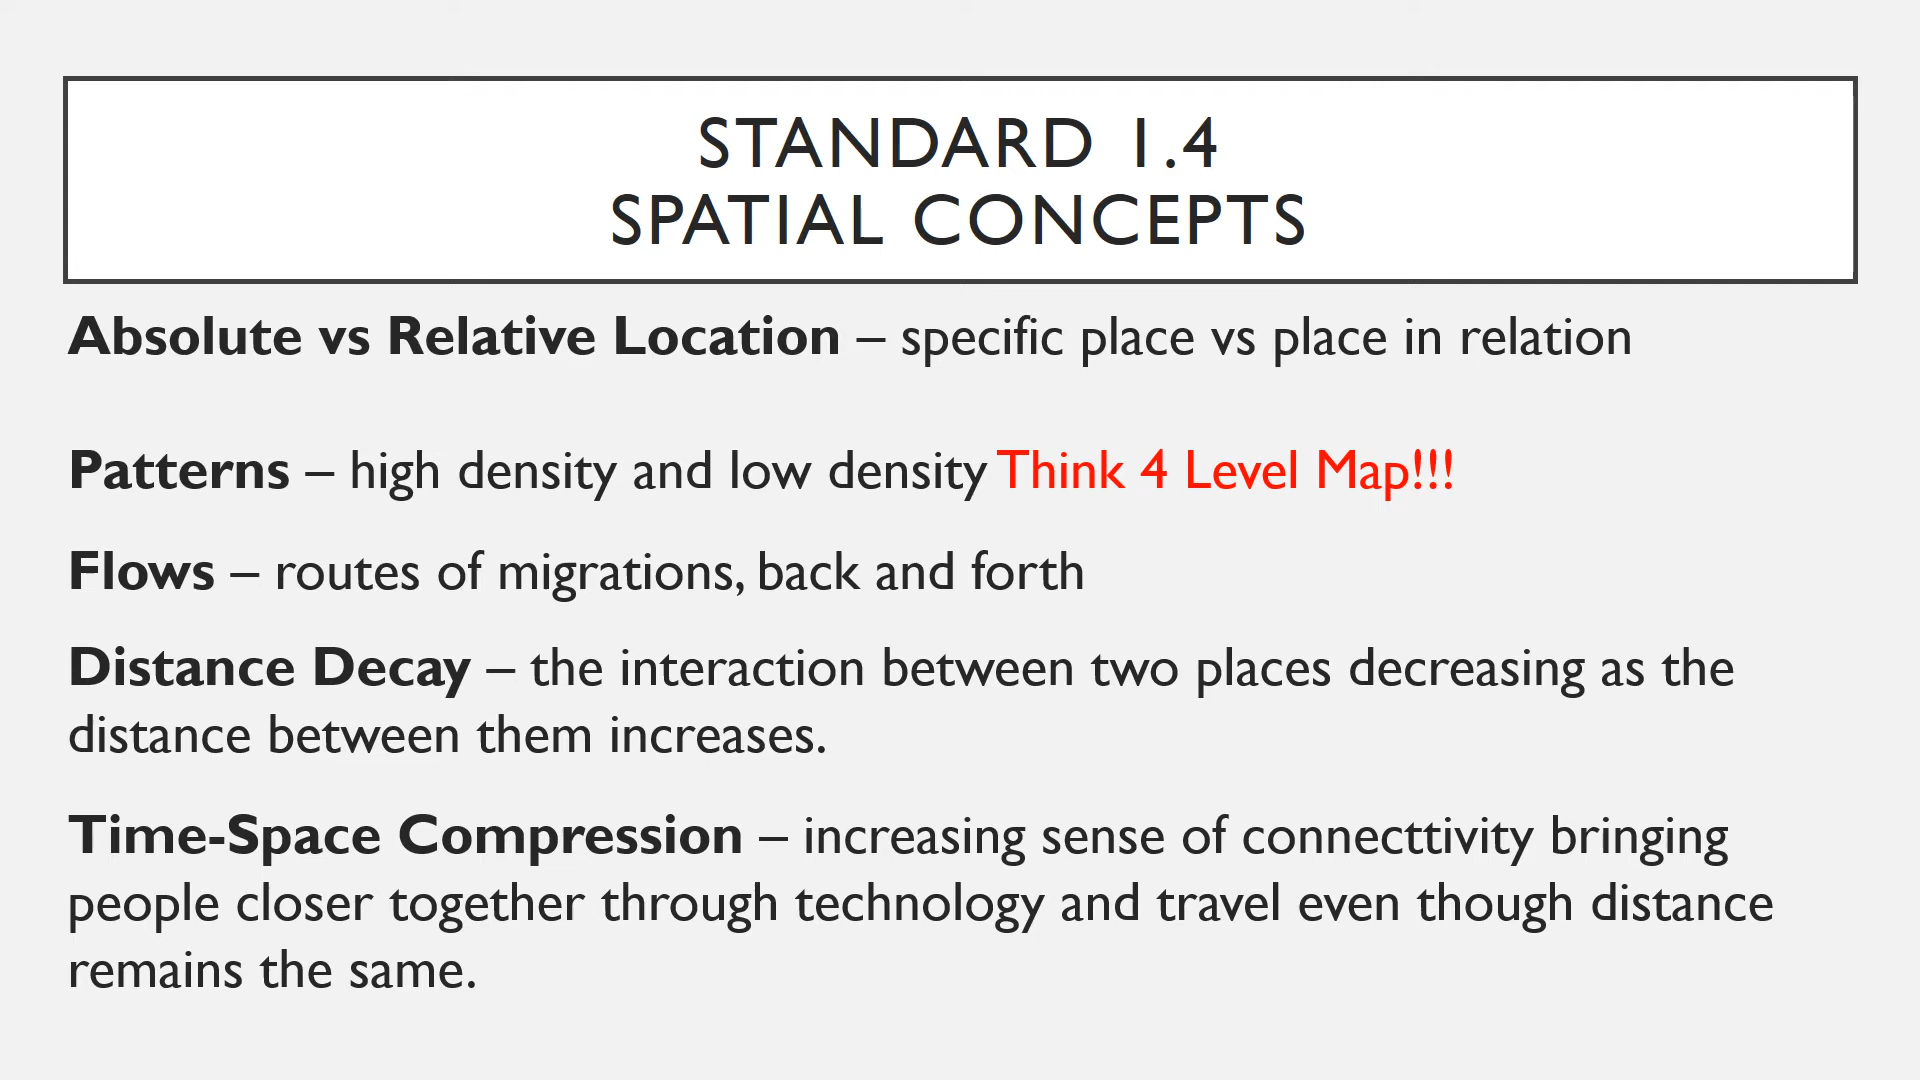 STANDARD 1.4
SPATIAL CONCEPTS
Absolute vs Relative Location – specific place vs place in relation
Patterns – high density and low density Think 4 Level Map!!!
Flows – routes of migrations, back and forth
Distance Decay – the interaction between two places decreasing as the
distance between them increases.
Time-Space Compression – increasing sense of connecttivity bringing
people closer together through technology and travel even though distance
remains the same.